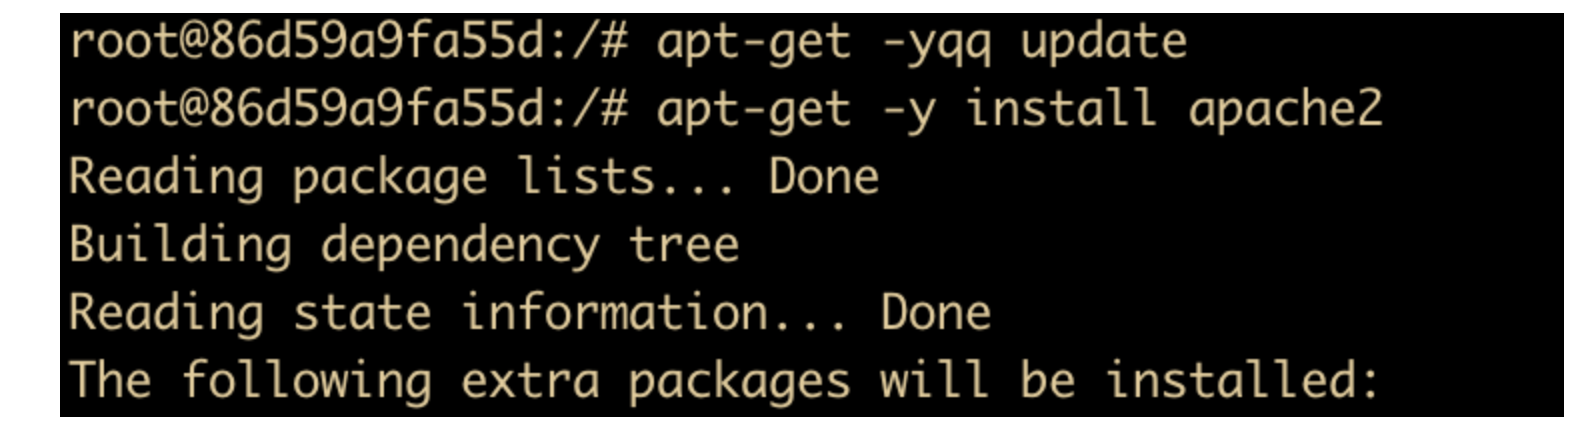 root@86d59a9fa55d:/# apt-get -yqq update
root@86d59a9fa55d:/# apt-get -y install apache2
Reading package lists... Done
Building dependency tree
Reading state information... Done
The following extra packages will be installed: